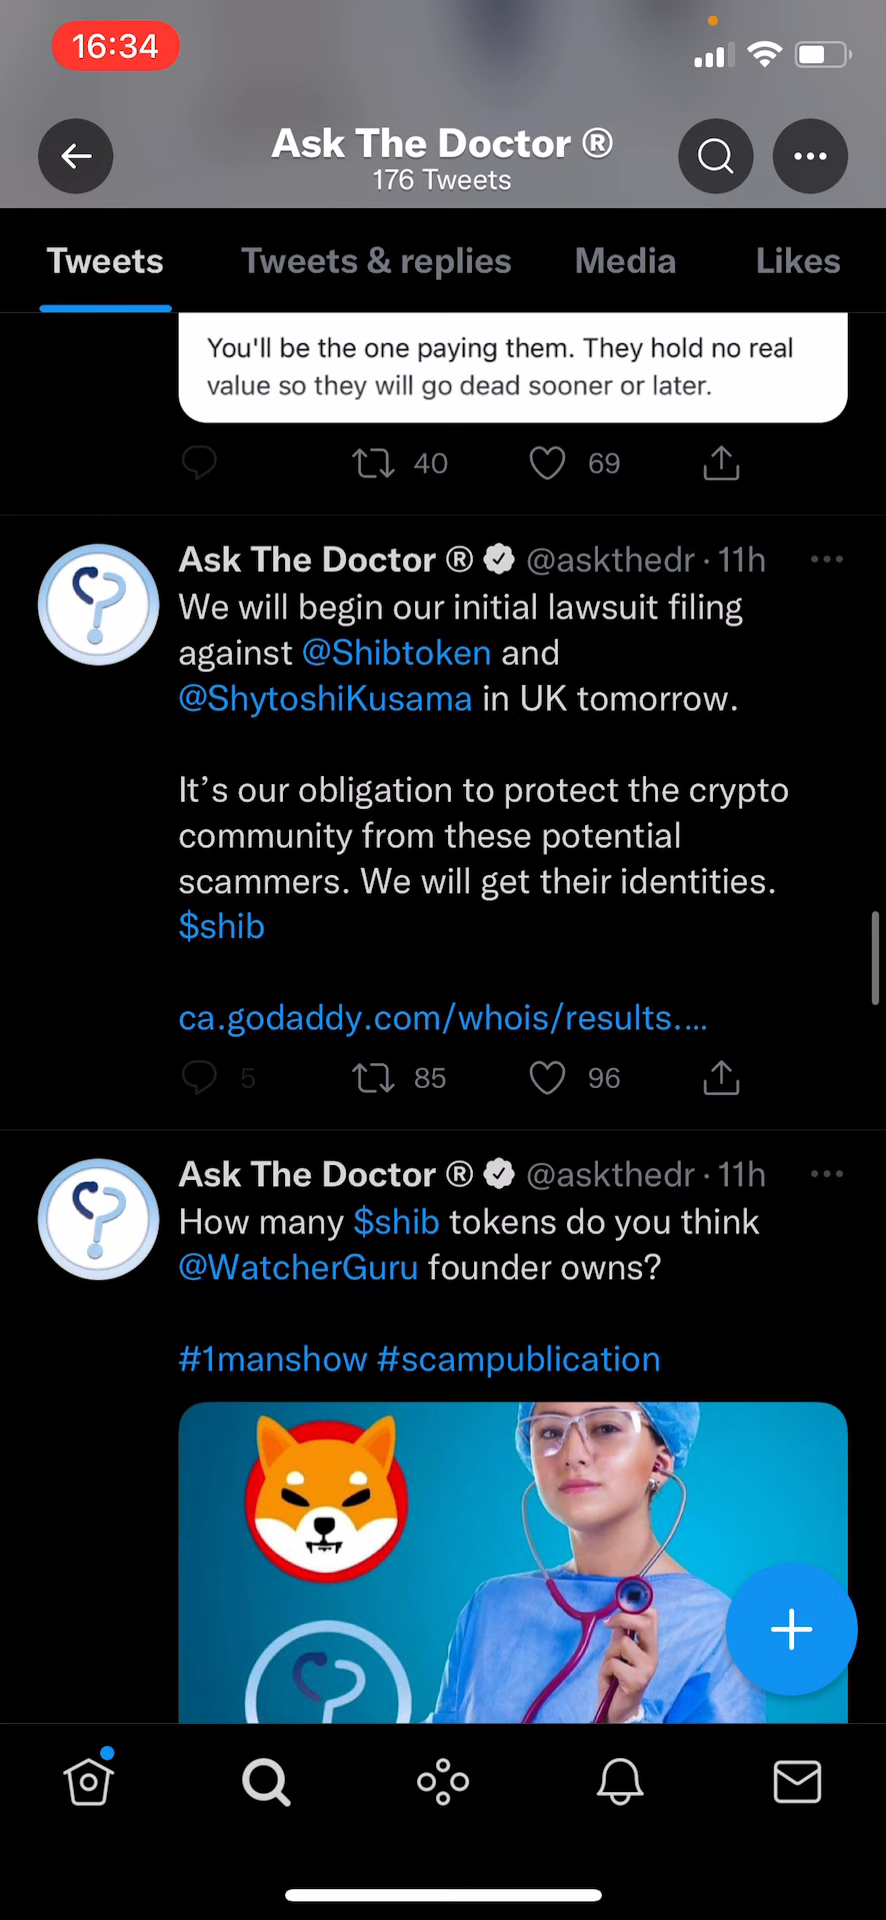 16:34
Ask The Doctor ®
176 Tweets
Tweets
Tweets & replies
Media
Likes
You'll be the one paying them. They hold no real
value so they will go dead sooner or later.
40
69
Ask The Doctor ® @askthedr · 11h
We will begin our initial lawsuit filing
against @Shibtoken and
@ShytoshiKusama in UK tomorrow.
It’s our obligation to protect the crypto
community from these potential
scammers. We will get their identities.
$shib
ca.godaddy.com/whois/results.…
5
85
96
Ask The Doctor ® @askthedr · 11h
How many $shib tokens do you think
@WatcherGuru founder owns?
#1manshow #scampublication